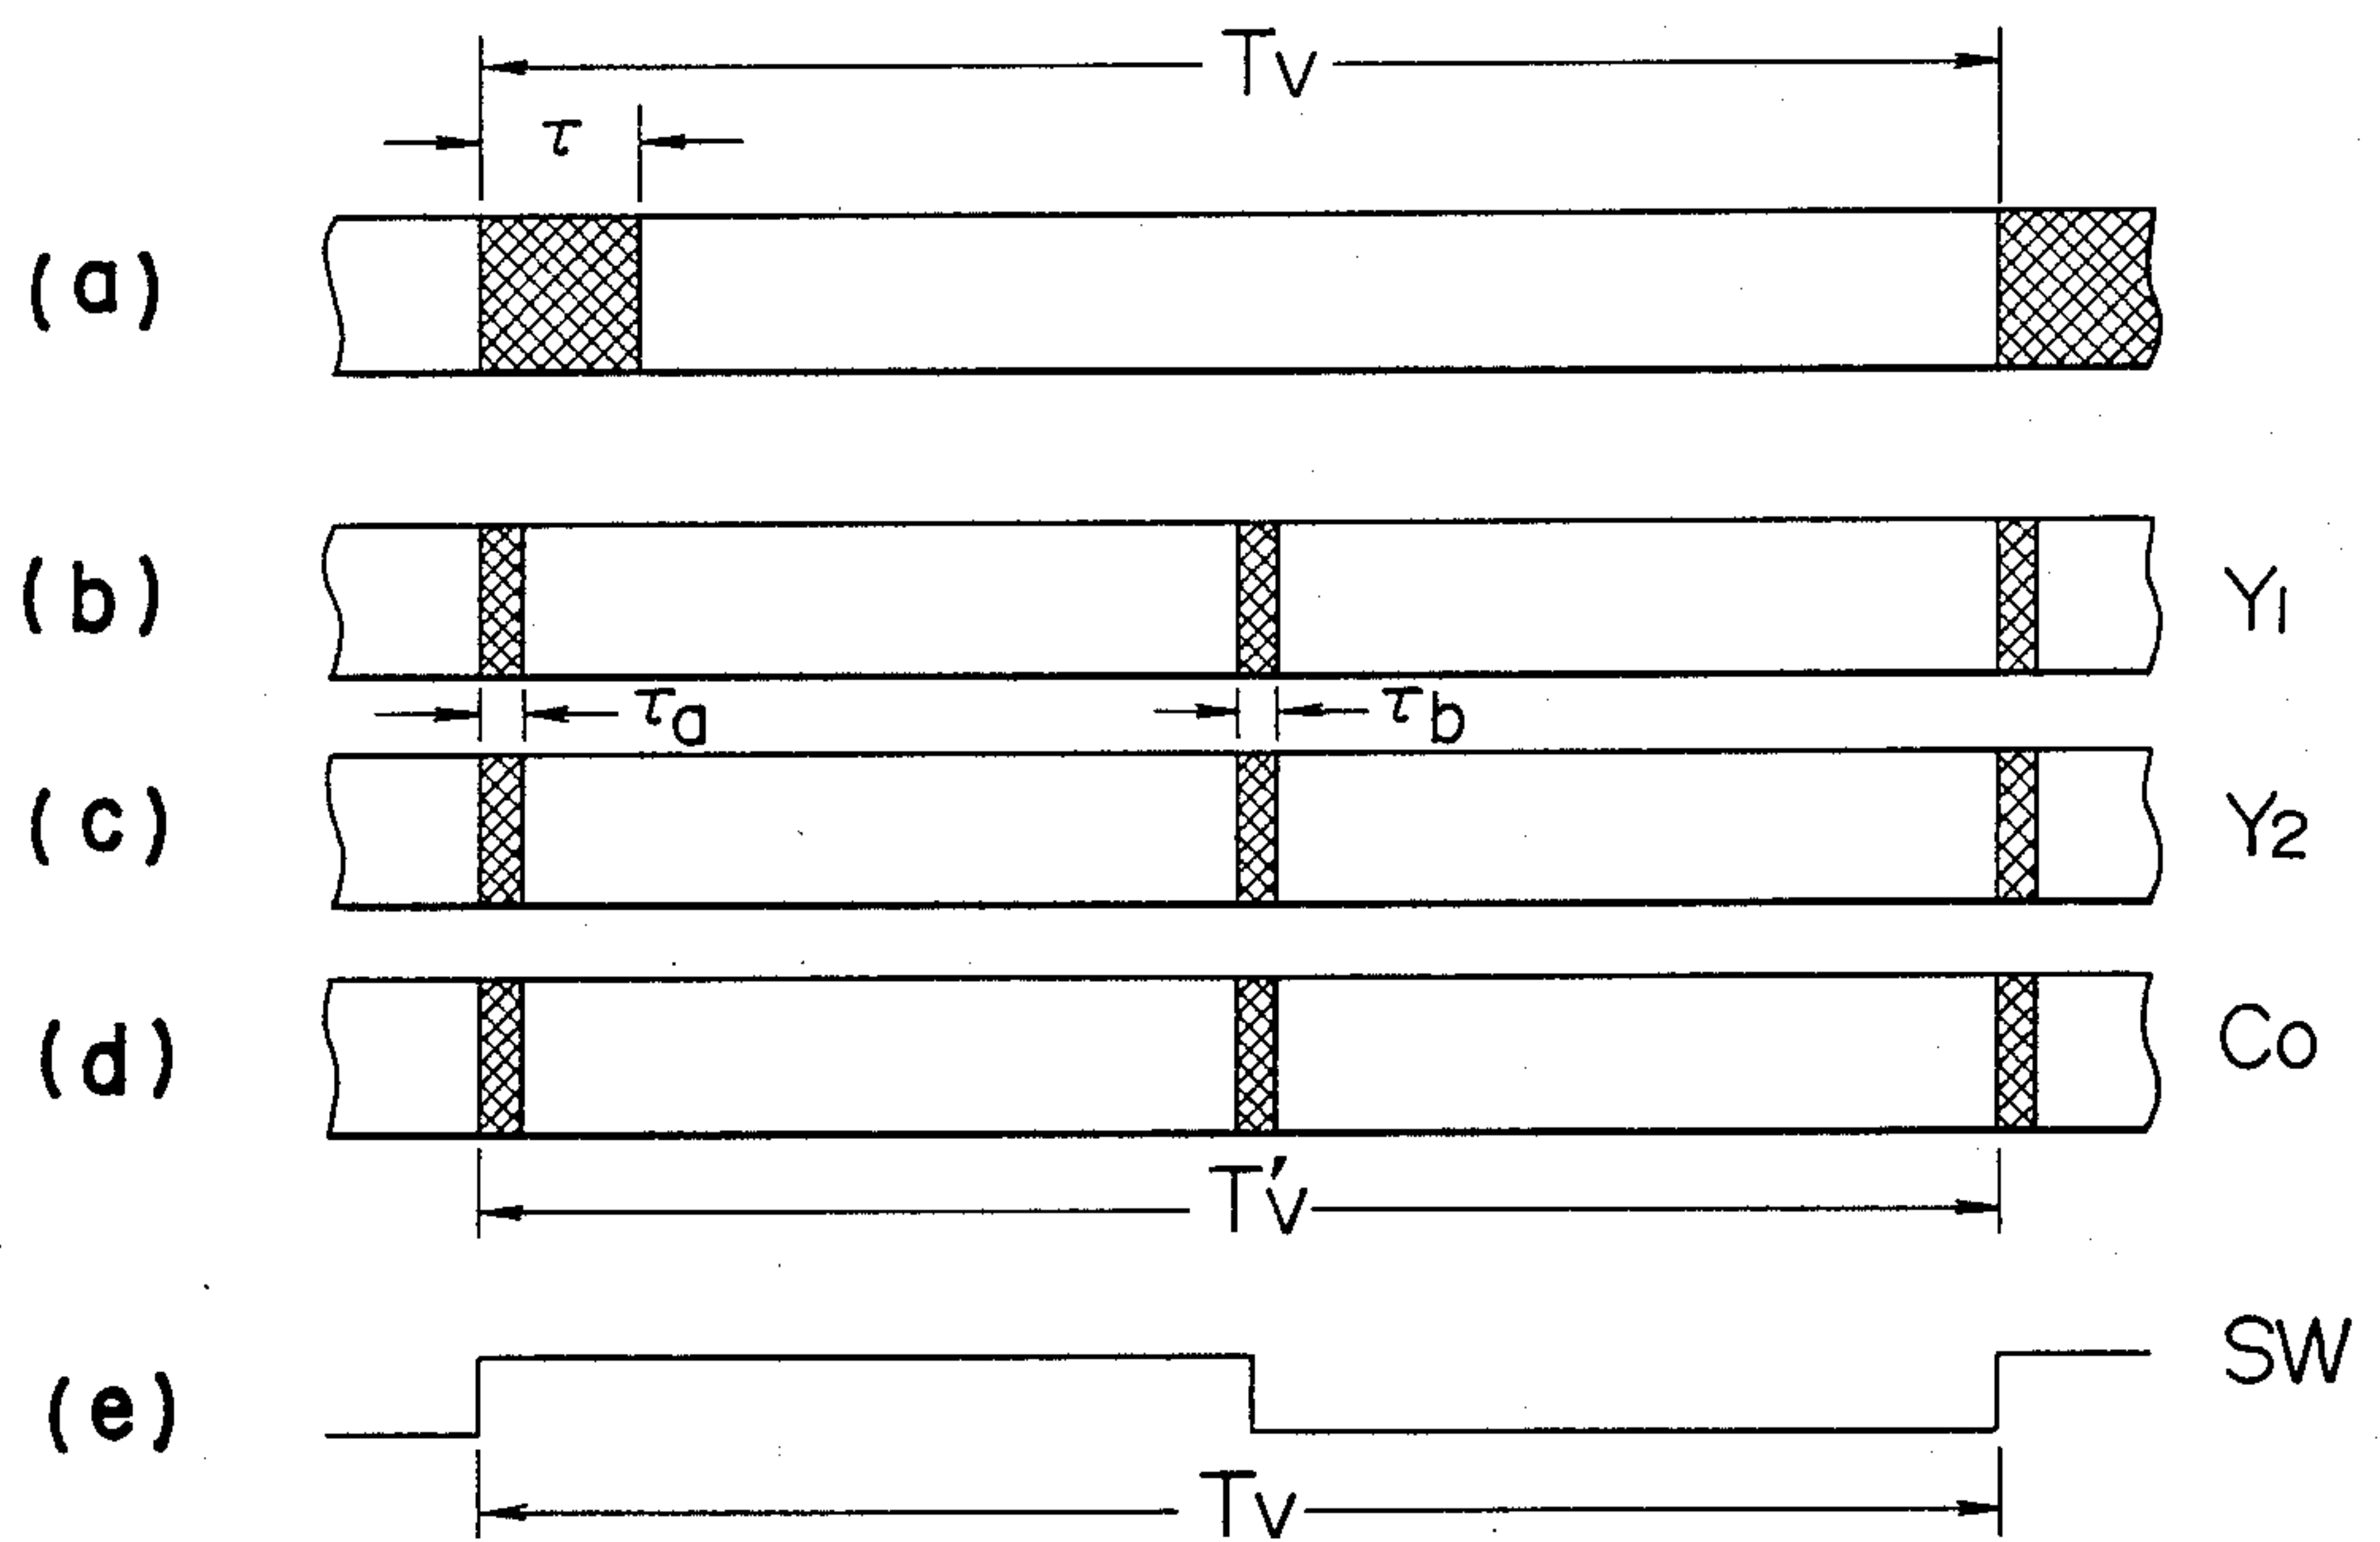 Tv
τ
(a)
(b) Y1
τa τb
(c) Y2
(d) Co
T'v
(e) SW
Tv